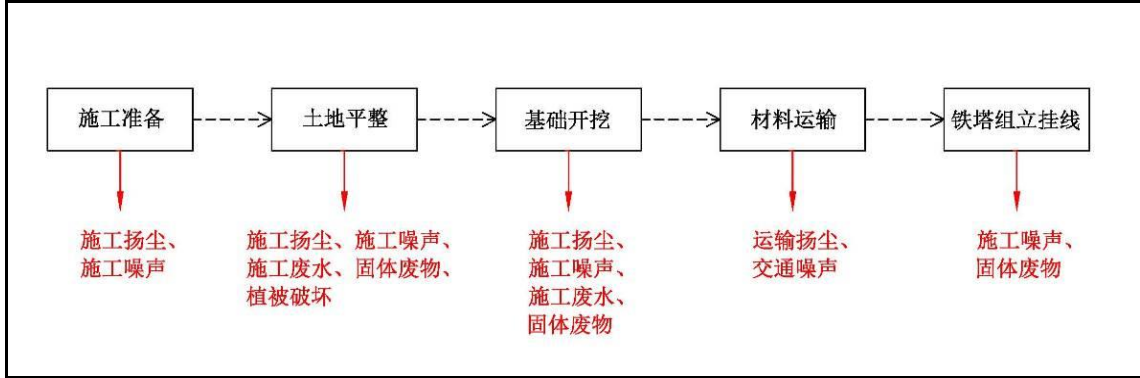 施工准备
土地平整
基础开挖
材料运输
铁塔组立挂线
施工扬尘、
施工噪声
施工扬尘、施工噪声、
施工废水、固体废物、
植被破坏
施工扬尘、
施工噪声、
施工废水、
固体废物
运输扬尘、
交通噪声
施工噪声、
固体废物